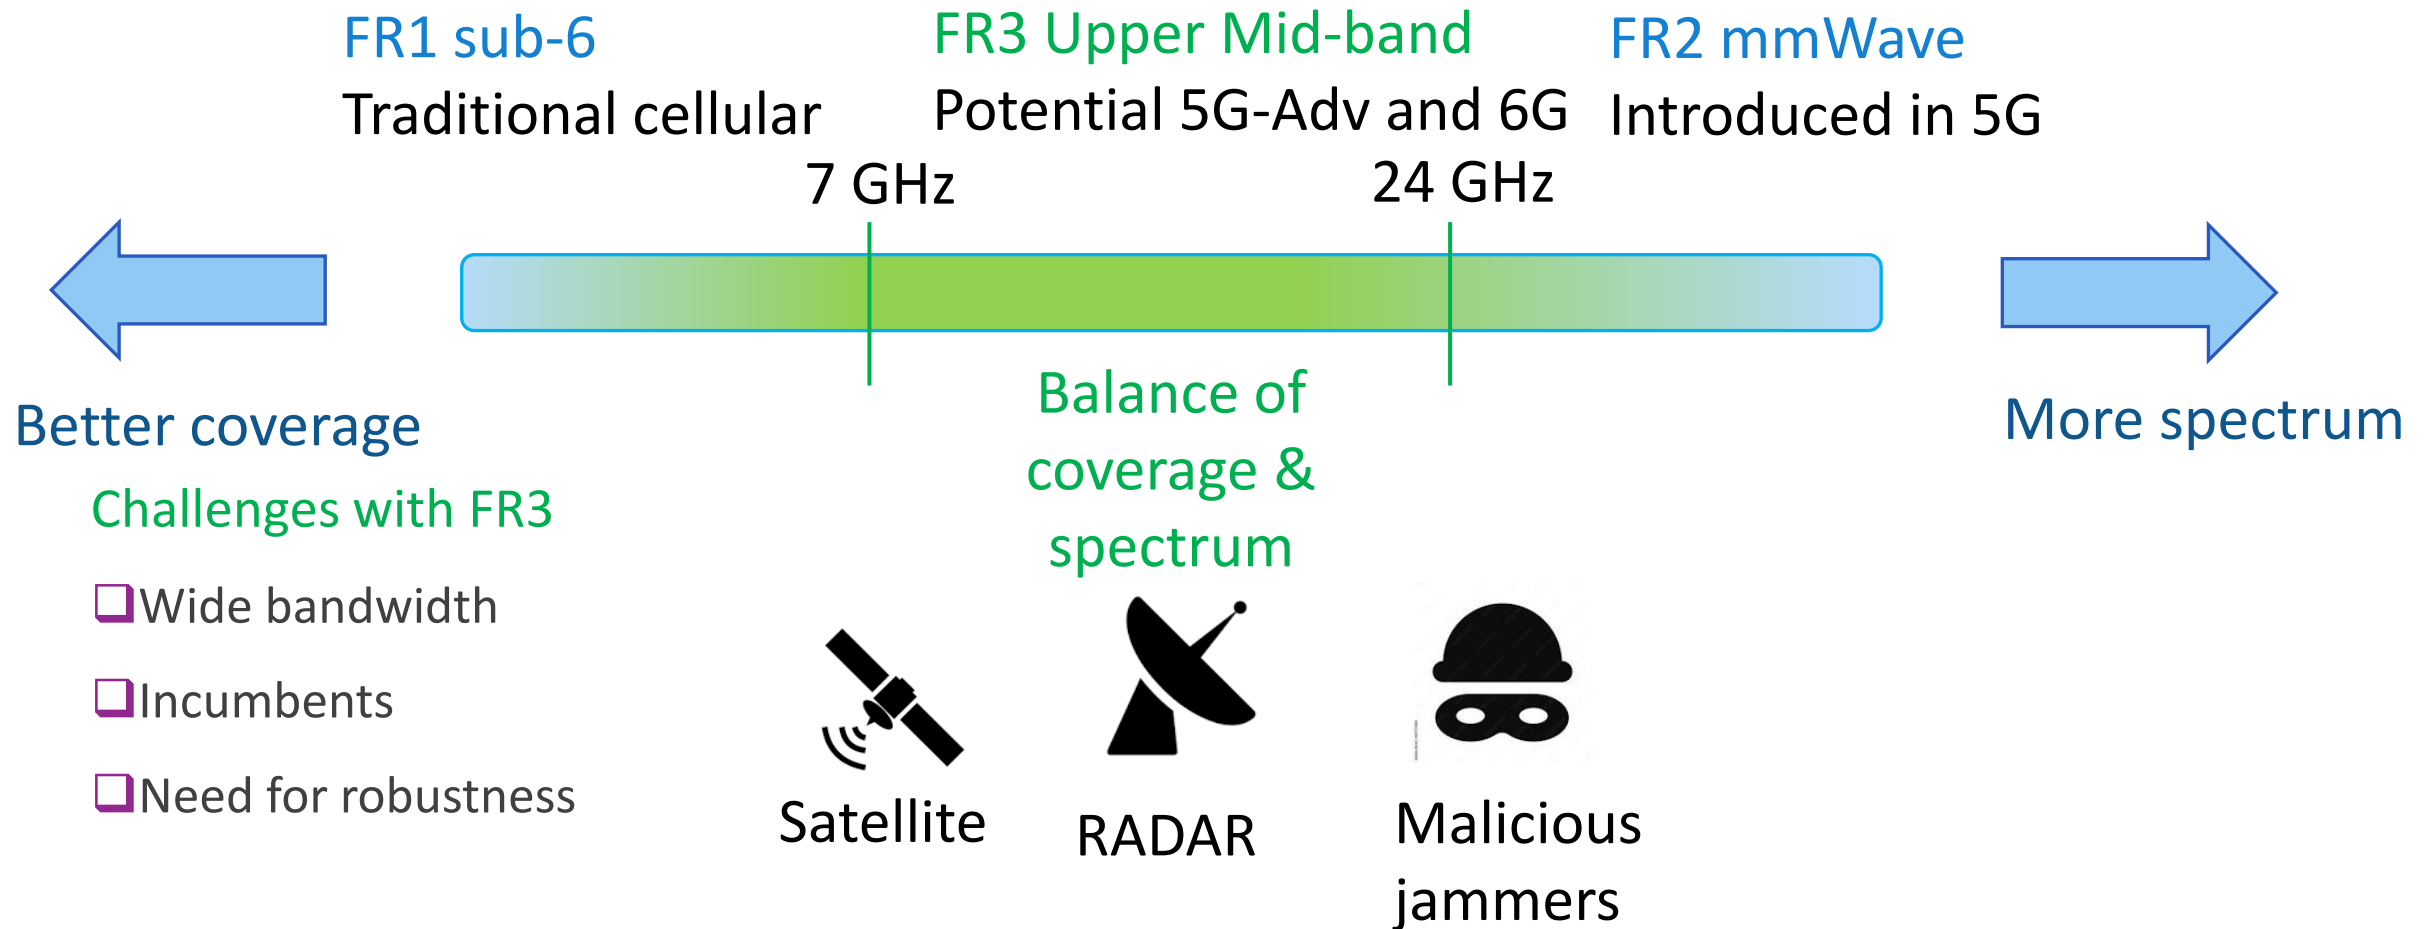 FR1 sub-6
Traditional cellular
FR3 Upper Mid-band
Potential 5G-Adv and 6G
FR2 mmWave
Introduced in 5G
7 GHz
24 GHz
Better coverage
Balance of
coverage &
spectrum
More spectrum
Challenges with FR3
Wide bandwidth
Incumbents
Need for robustness
Satellite
RADAR
Malicious
jammers